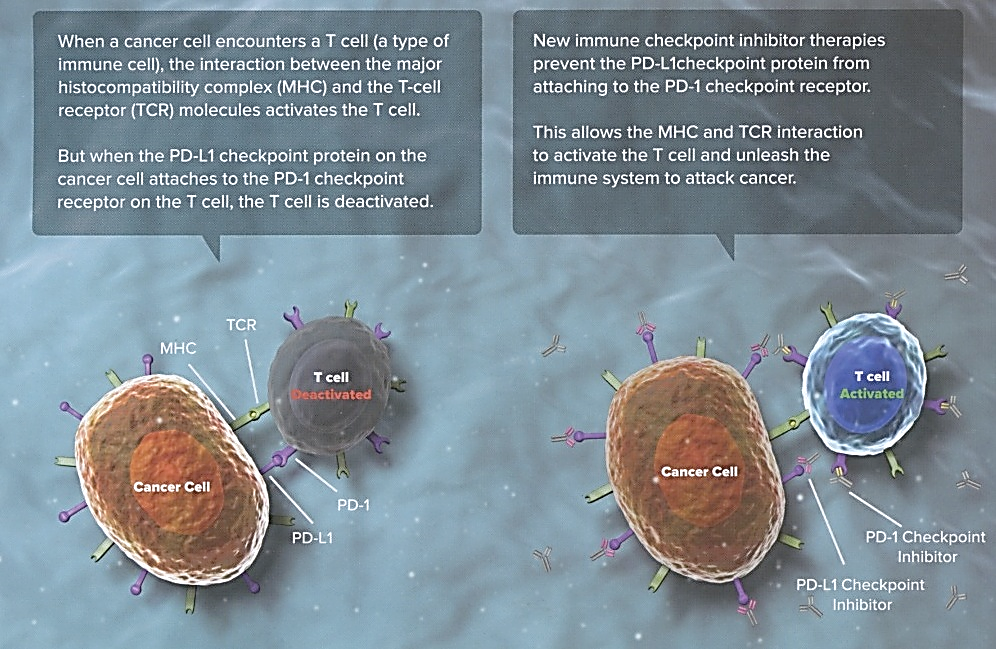 When a cancer cell encounters a T cell (a type of
immune cell), the interaction between the major
histocompatibility complex (MHC) and the T-cell
receptor (TCR) molecules activates the T cell.
But when the PD-L1 checkpoint protein on the
cancer cell attaches to the PD-1 checkpoint
receptor on the T cell, the T cell is deactivated.
New immune checkpoint inhibitor therapies
prevent the PD-L1checkpoint protein from
attaching to the PD-1 checkpoint receptor.
This allows the MHC and TCR interaction
to activate the T cell and unleash the
immune system to attack cancer.
TCR
MHC
T cell
Deactivated
Cancer Cell
PD-1
PD-L1
T cell
Activated
Cancer Cell
PD-1 Checkpoint
Inhibitor
PD-L1 Checkpoint
Inhibitor